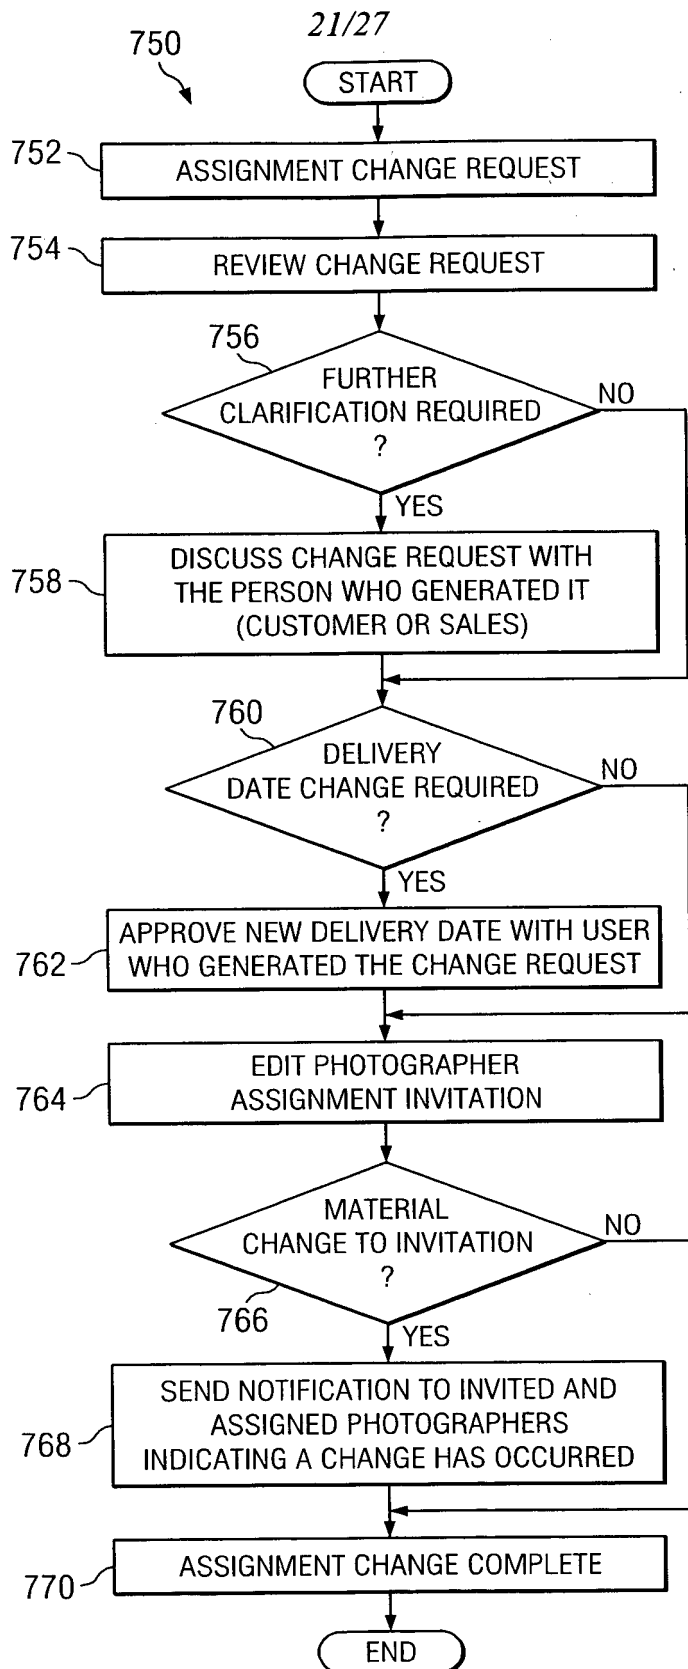 21/27
750
START
752
ASSIGNMENT CHANGE REQUEST
754
REVIEW CHANGE REQUEST
756
FURTHER
CLARIFICATION REQUIRED
?
NO
YES
758
DISCUSS CHANGE REQUEST WITH
THE PERSON WHO GENERATED IT
(CUSTOMER OR SALES)
760
DELIVERY
DATE CHANGE REQUIRED
?
NO
YES
762
APPROVE NEW DELIVERY DATE WITH USER
WHO GENERATED THE CHANGE REQUEST
764
EDIT PHOTOGRAPHER
ASSIGNMENT INVITATION
MATERIAL
CHANGE TO INVITATION
?
NO
766
YES
768
SEND NOTIFICATION TO INVITED AND
ASSIGNED PHOTOGRAPHERS
INDICATING A CHANGE HAS OCCURRED
770
ASSIGNMENT CHANGE COMPLETE
END